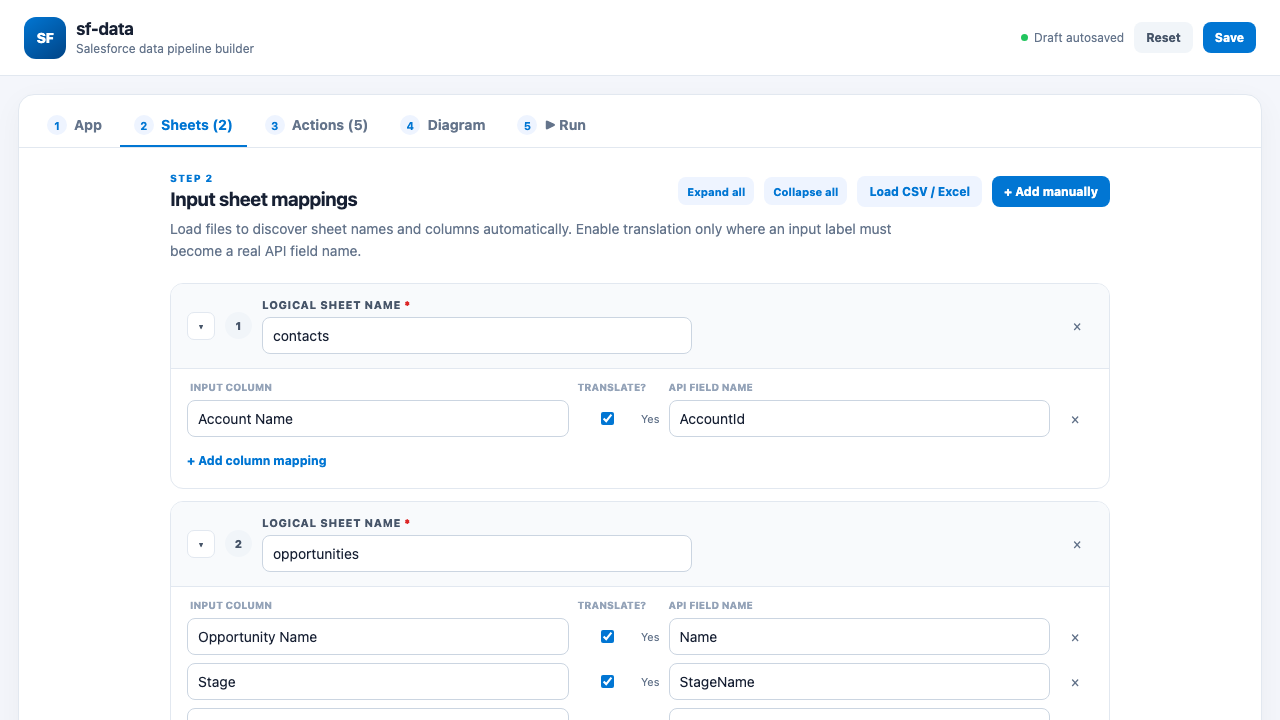 SF
sf-data
Salesforce data pipeline builder
Draft autosaved
Reset
Save
1 App
2 Sheets (2)
3 Actions (5)
4 Diagram
5 ▶ Run
STEP 2
Input sheet mappings
Expand all
Collapse all
Load CSV / Excel
+ Add manually
Load files to discover sheet names and columns automatically. Enable translation only where an input label must
become a real API field name.
▾
1
LOGICAL SHEET NAME *
contacts
×
INPUT COLUMN TRANSLATE? API FIELD NAME
Account Name Yes AccountId ×
+ Add column mapping
▾
2
LOGICAL SHEET NAME *
opportunities
×
INPUT COLUMN TRANSLATE? API FIELD NAME
Opportunity Name Yes Name ×
Stage Yes StageName ×